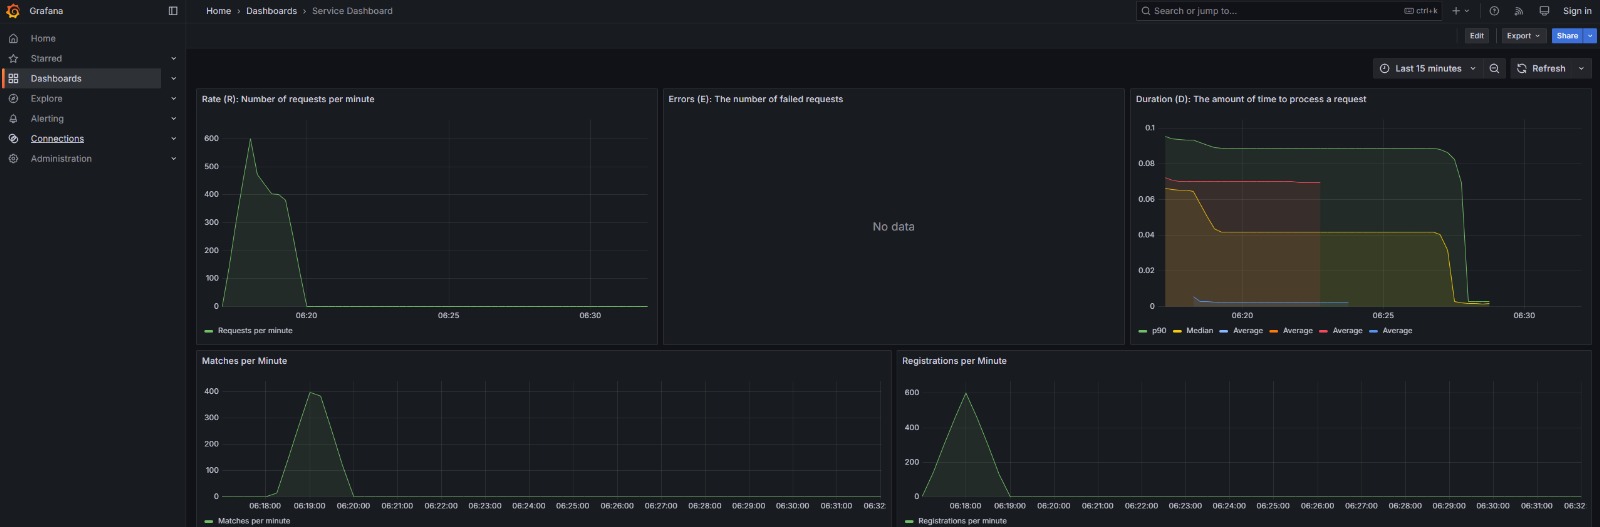 Grafana
Home › Dashboards › Service Dashboard
Search or jump to...
ctrl+k
Sign in
Home
Starred
Dashboards
Explore
Alerting
Connections
Administration
Edit
Export
Share
Last 15 minutes
Refresh
Rate (R): Number of requests per minute
600
500
400
300
200
100
0
06:20 06:25 06:30
Requests per minute
Errors (E): The number of failed requests
No data
Duration (D): The amount of time to process a request
0.1
0.08
0.06
0.04
0.02
0
06:20 06:25 06:30
p90 Median Average Average Average Average
Matches per Minute
400
300
200
100
0
06:18:00 06:19:00 06:20:00 06:21:00 06:22:00 06:23:00 06:24:00 06:25:00 06:26:00 06:27:00 06:28:00 06:29:00 06:30:00 06:31:00 06:32
Matches per minute
Registrations per Minute
600
400
200
0
06:18:00 06:19:00 06:20:00 06:21:00 06:22:00 06:23:00 06:24:00 06:25:00 06:26:00 06:27:00 06:28:00 06:29:00 06:30:00 06:31:00 06:32
Registrations per minute